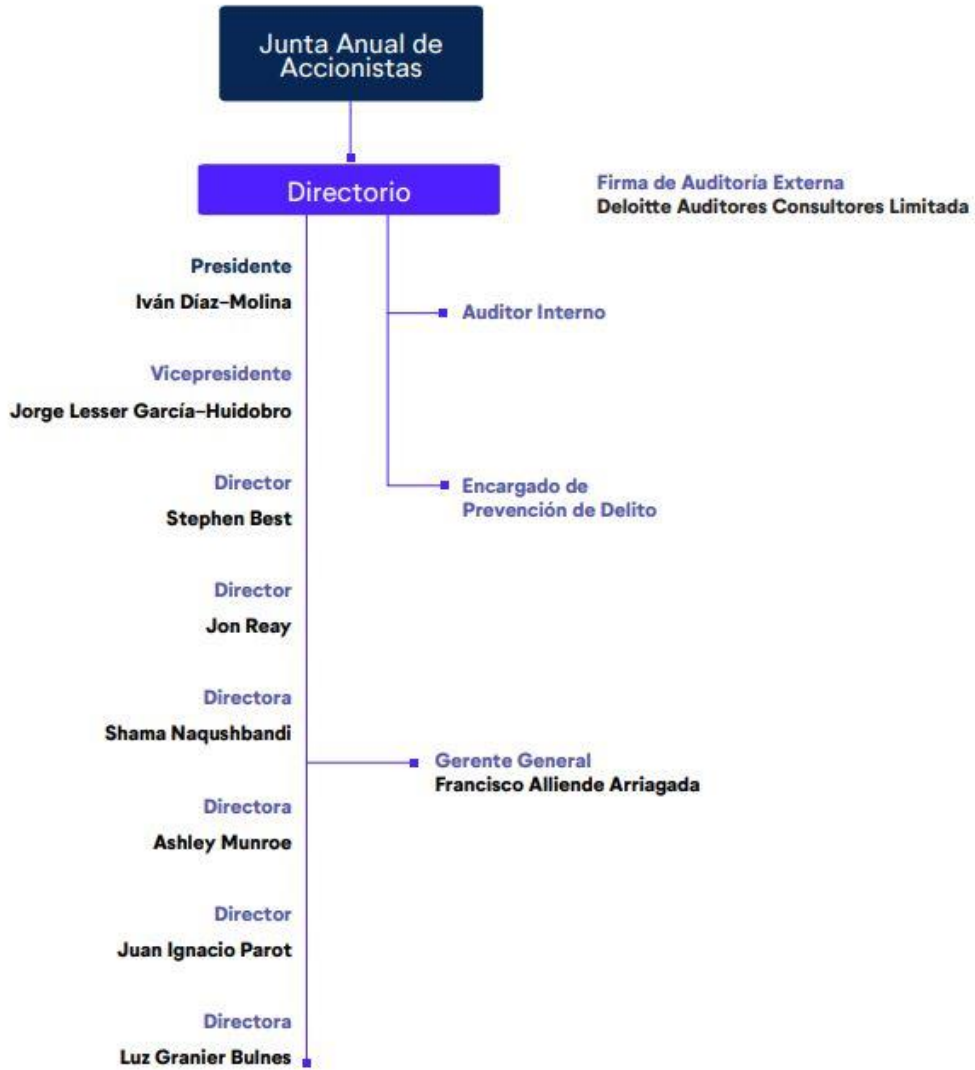 Junta Anual de
Accionistas
Directorio
Firma de Auditoría Externa
Deloitte Auditores Consultores Limitada
Presidente
Iván Díaz–Molina
Auditor Interno
Vicepresidente
Jorge Lesser García–Huidobro
Director
Stephen Best
Encargado de
Prevención de Delito
Director
Jon Reay
Directora
Shama Naqushbandi
Gerente General
Francisco Alliende Arriagada
Directora
Ashley Munroe
Director
Juan Ignacio Parot
Directora
Luz Granier Bulnes